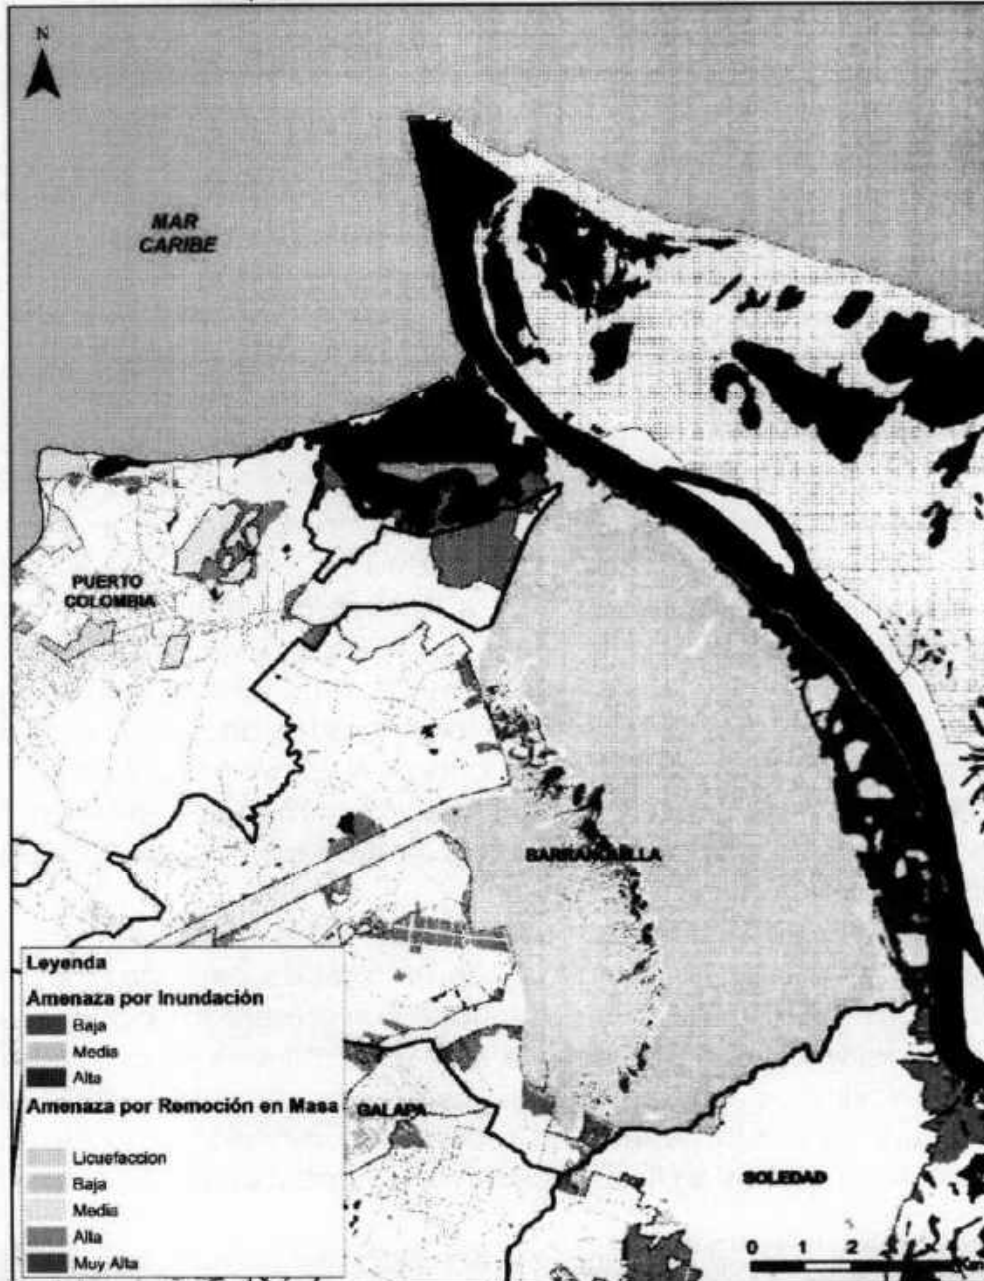 N
MAR
CARIBE
PUERTO
COLOMBIA
BARRANQUILLA
GALAPA
SOLEDAD
Leyenda
Amenaza por Inundación
Baja
Media
Alta
Amenaza por Remoción en Masa
Licuefaccion
Baja
Media
Alta
Muy Alta
0 1 2